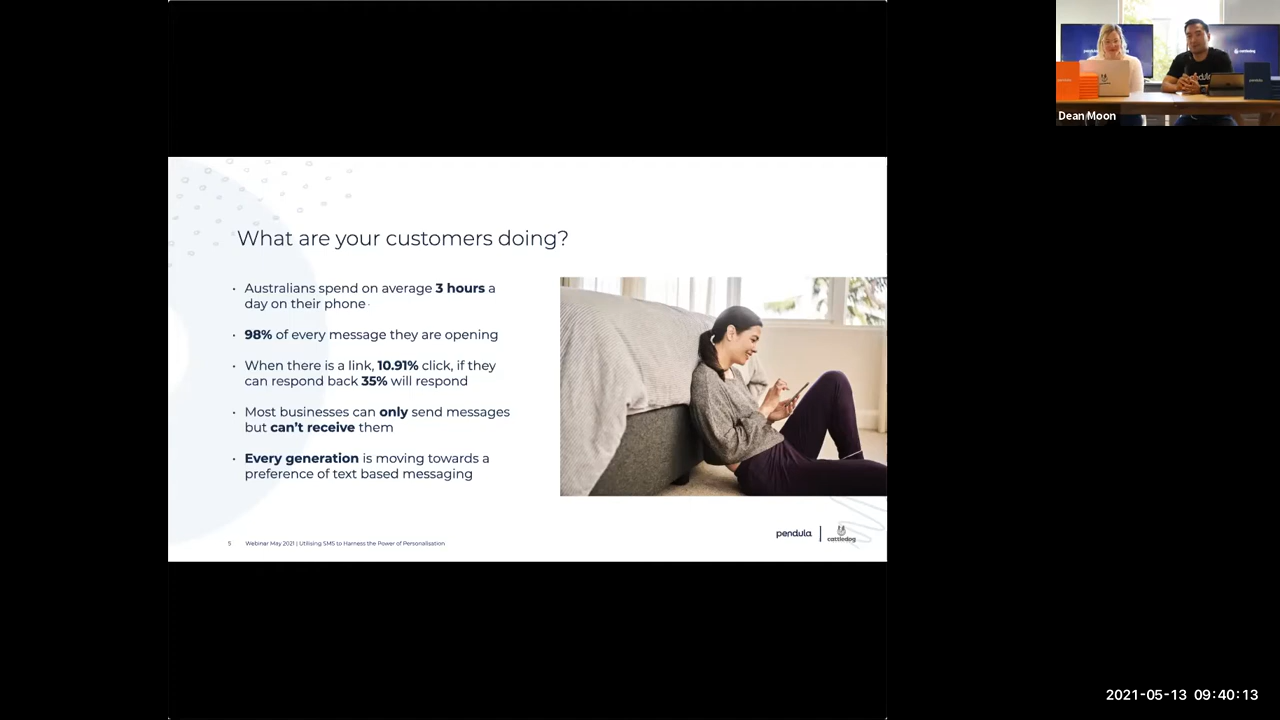 What are your customers doing?
• Australians spend on average 3 hours a
day on their phone
• 98% of every message they are opening
• When there is a link, 10.91% click, if they
can respond back 35% will respond
• Most businesses can only send messages
but can't receive them
• Every generation is moving towards a
preference of text based messaging
5 Webinar May 2021 | Utilising SMS to Harness the Power of Personalisation
pendula
cattledog
cattledog
Dean Moon
2021-05-13 09:40:13